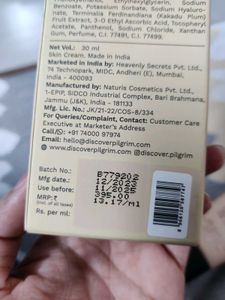 Ethylhexylglycerin, Sodium
Benzoate, Potassium Sorbate, Sodium Hyaluro-
nate, Terminalia Ferdinandiana (Kakadu Plum)
Fruit Extract, 3-O Ethyl Ascorbic Acid, Tocopheryl
Acetate, Panthenol, Sodium Chloride, Xanthan
Gum, Perfume, C.I. 77491, C.I. 77499.
Net Vol.: 30 ml
Skin Cream. Made in India
Marketed in India by: Heavenly Secrets Pvt. Ltd.,
74 Technopark, MIDC, Andheri (E), Mumbai,
India - 400093
Manufactured by: Naturis Cosmetics Pvt. Ltd.,
1-EPIP, SIDCO Industrial Complex, Bari Brahmana,
Jammu (J&K), India - 181133
Mfg. Lic. No.: JK/21-22/COS-8/334
For Queries/Complaint, Contact: Customer Care
Executive at Marketer's Address
Call: +91 74000 97974
Email: hello@discoverpilgrim.com
@discover.pilgrim discoverpilgrim.com
Batch No.: B779202
Mfg date.: 12/2022
Use before: 11/2024
MRP:₹ 395.00
(Incl. of all taxes)
Rs. per ml: 13.17/ml